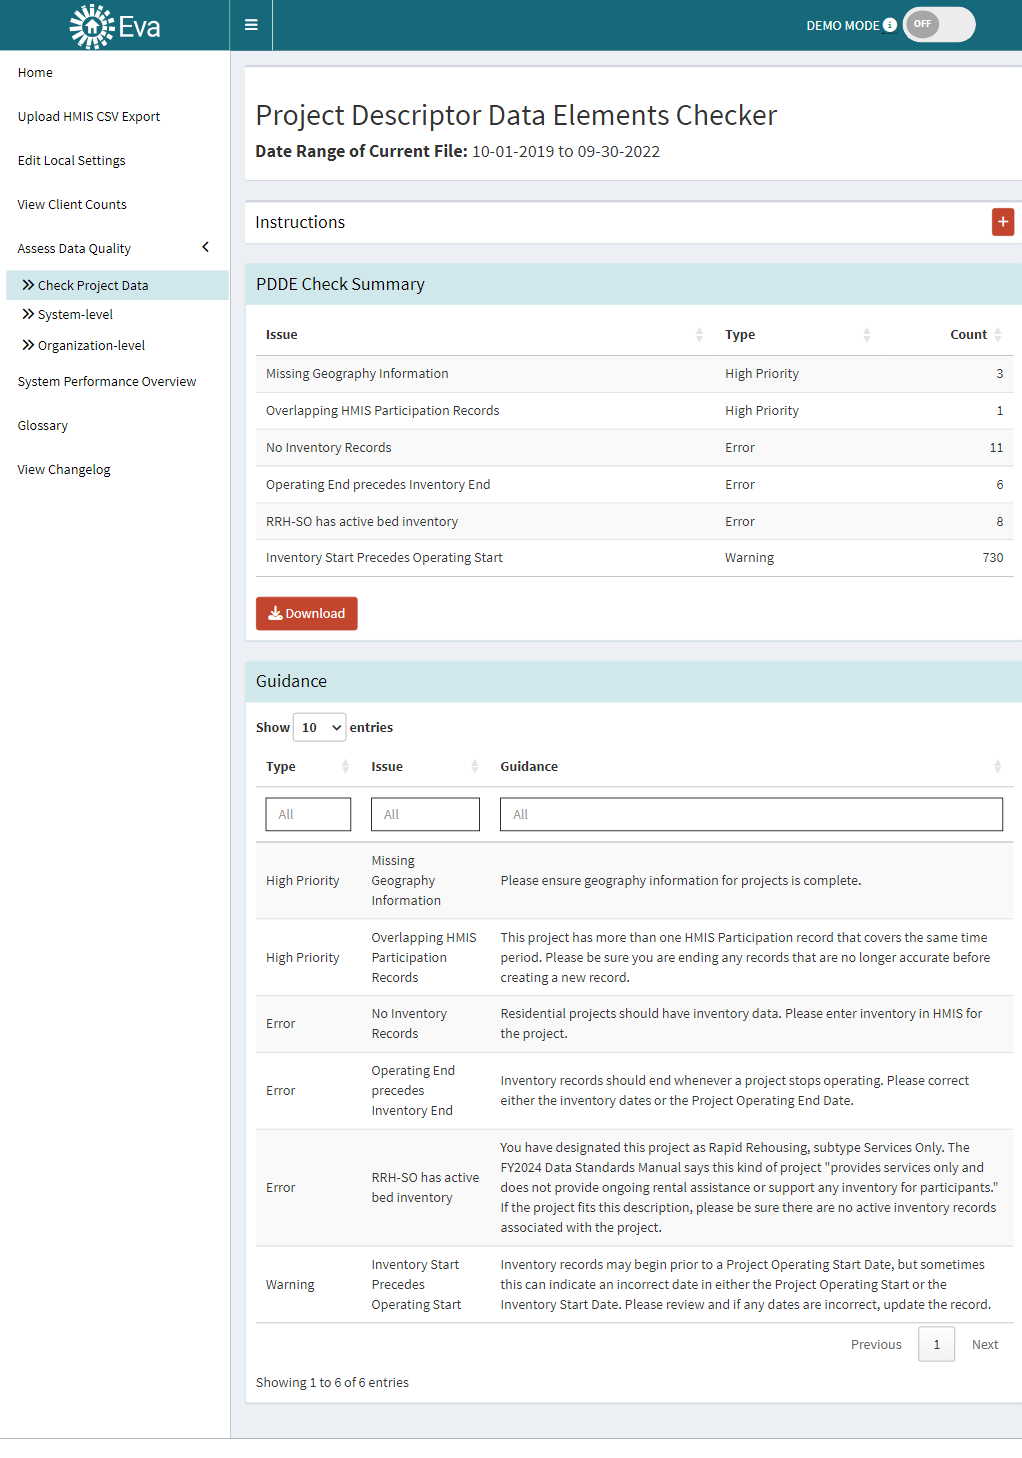 Eva
DEMO MODE i OFF
Home
Upload HMIS CSV Export
Edit Local Settings
View Client Counts
Assess Data Quality
Check Project Data
System-level
Organization-level
System Performance Overview
Glossary
View Changelog
Project Descriptor Data Elements Checker
Date Range of Current File: 10-01-2019 to 09-30-2022
Instructions +
PDDE Check Summary
Issue Type Count
Missing Geography Information High Priority 3
Overlapping HMIS Participation Records High Priority 1
No Inventory Records Error 11
Operating End precedes Inventory End Error 6
RRH-SO has active bed inventory Error 8
Inventory Start Precedes Operating Start Warning 730
Download
Guidance
Show 10 entries
Type Issue Guidance
All All All
High Priority
Missing
Geography
Information
Please ensure geography information for projects is complete.
High Priority
Overlapping HMIS
Participation
Records
This project has more than one HMIS Participation record that covers the same time
period. Please be sure you are ending any records that are no longer accurate before
creating a new record.
Error
No Inventory
Records
Residential projects should have inventory data. Please enter inventory in HMIS for
the project.
Error
Operating End
precedes
Inventory End
Inventory records should end whenever a project stops operating. Please correct
either the inventory dates or the Project Operating End Date.
Error
RRH-SO has active
bed inventory
You have designated this project as Rapid Rehousing, subtype Services Only. The
FY2024 Data Standards Manual says this kind of project "provides services only and
does not provide ongoing rental assistance or support any inventory for participants."
If the project fits this description, please be sure there are no active inventory records
associated with the project.
Warning
Inventory Start
Precedes
Operating Start
Inventory records may begin prior to a Project Operating Start Date, but sometimes
this can indicate an incorrect date in either the Project Operating Start or the
Inventory Start Date. Please review and if any dates are incorrect, update the record.
Previous 1 Next
Showing 1 to 6 of 6 entries